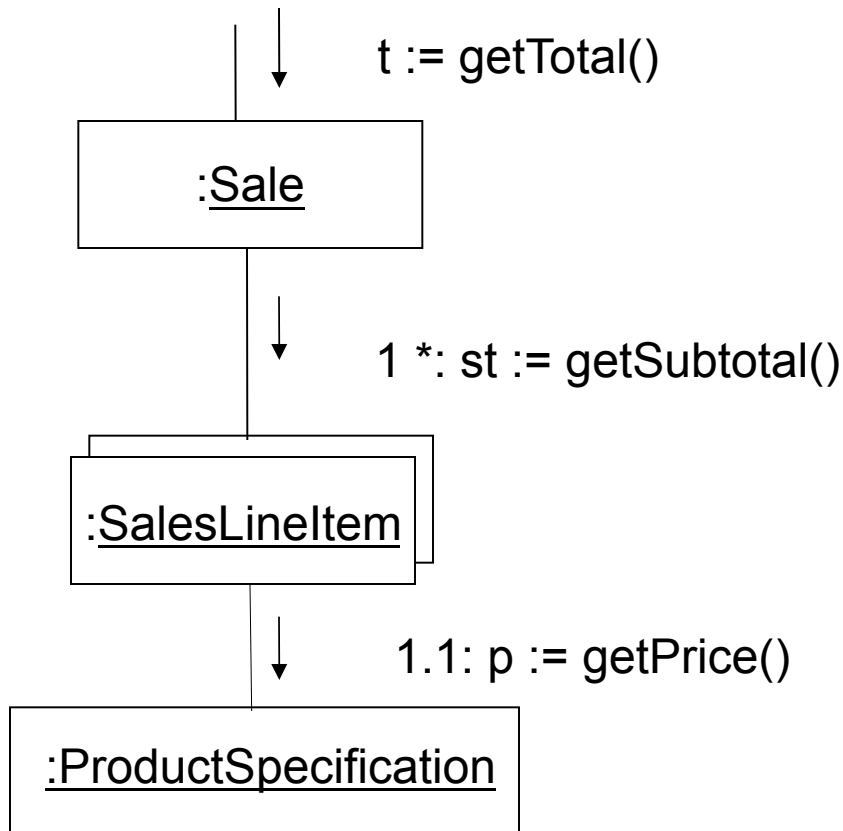 t := getTotal()
:Sale
1 *: st := getSubtotal()
:SalesLineItem
1.1: p := getPrice()
:ProductSpecification